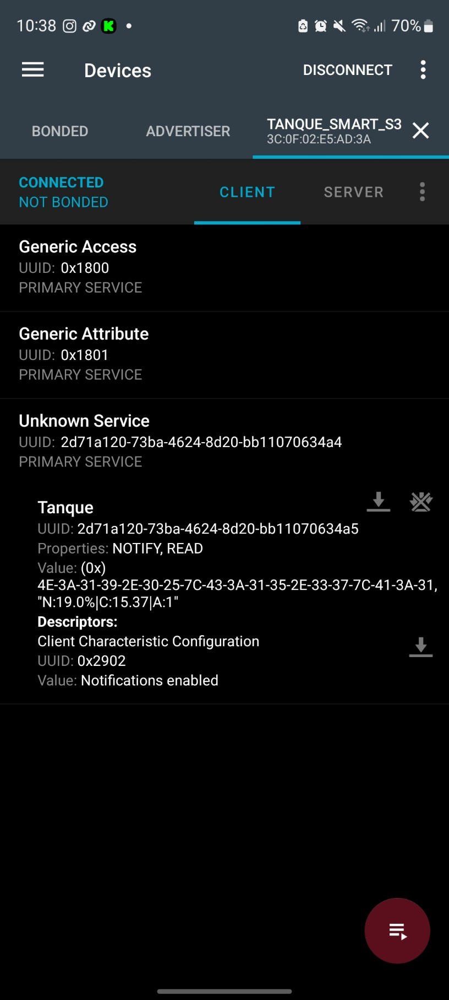 10:38
70%
Devices
DISCONNECT
BONDED
ADVERTISER
TANQUE_SMART_S3
3C:0F:02:E5:AD:3A
CONNECTED
NOT BONDED
CLIENT
SERVER
Generic Access
UUID: 0x1800
PRIMARY SERVICE
Generic Attribute
UUID: 0x1801
PRIMARY SERVICE
Unknown Service
UUID: 2d71a120-73ba-4624-8d20-bb11070634a4
PRIMARY SERVICE
Tanque
UUID: 2d71a120-73ba-4624-8d20-bb11070634a5
Properties: NOTIFY, READ
Value: (0x)
4E-3A-31-39-2E-30-25-7C-43-3A-31-35-2E-33-37-7C-41-3A-31,
"N:19.0%|C:15.37|A:1"
Descriptors:
Client Characteristic Configuration
UUID: 0x2902
Value: Notifications enabled